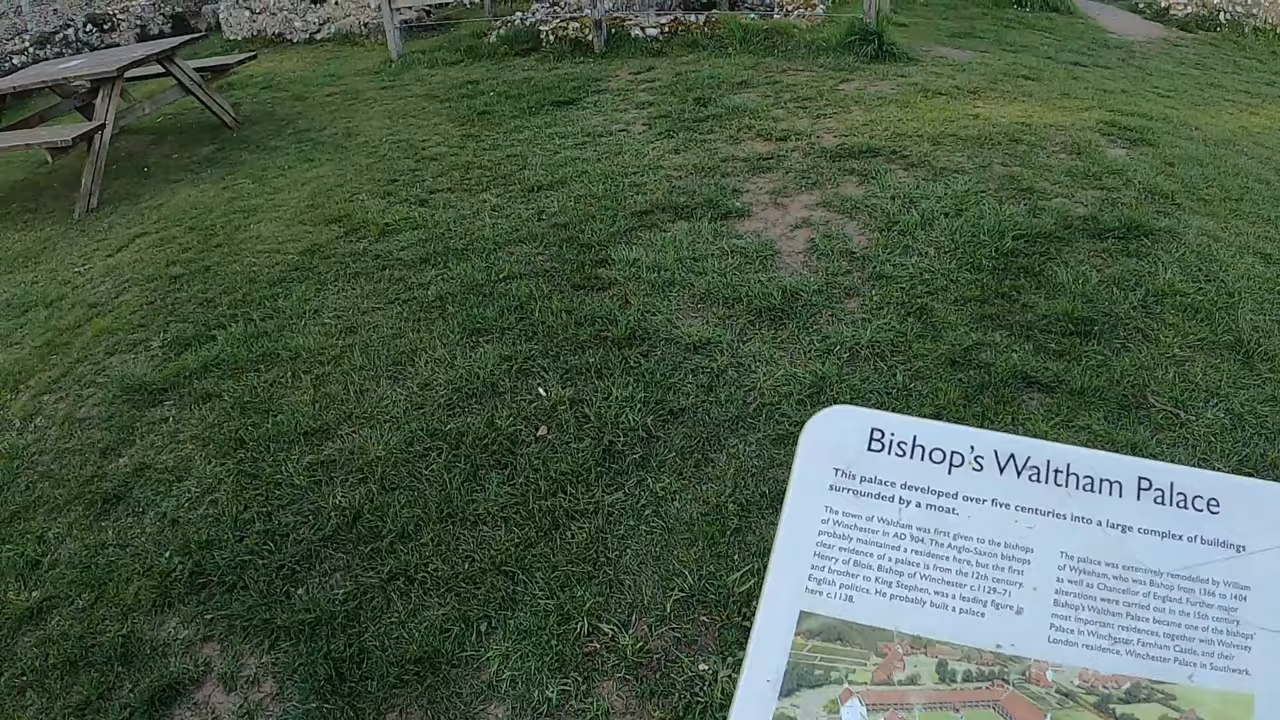 Bishop's Waltham Palace
This palace developed over five centuries into a large complex of buildings
surrounded by a moat.
The town of Waltham was first given to the bishops
of Winchester in AD 904. The Anglo-Saxon bishops
probably maintained a residence here, but the first
clear evidence of a palace is from the 12th century.
Henry of Blois, Bishop of Winchester c.1129–71
and brother to King Stephen, was a leading figure in
English politics. He probably built a palace
here c.1138.
The palace was extensively remodelled by William
of Wykeham, who was Bishop from 1366 to 1404
as well as Chancellor of England. Further major
alterations were carried out in the 15th century.
Bishop's Waltham Palace became one of the bishops'
most important residences, together with Wolvesey
Palace in Winchester, Farnham Castle, and their
London residence, Winchester Palace in Southwark.